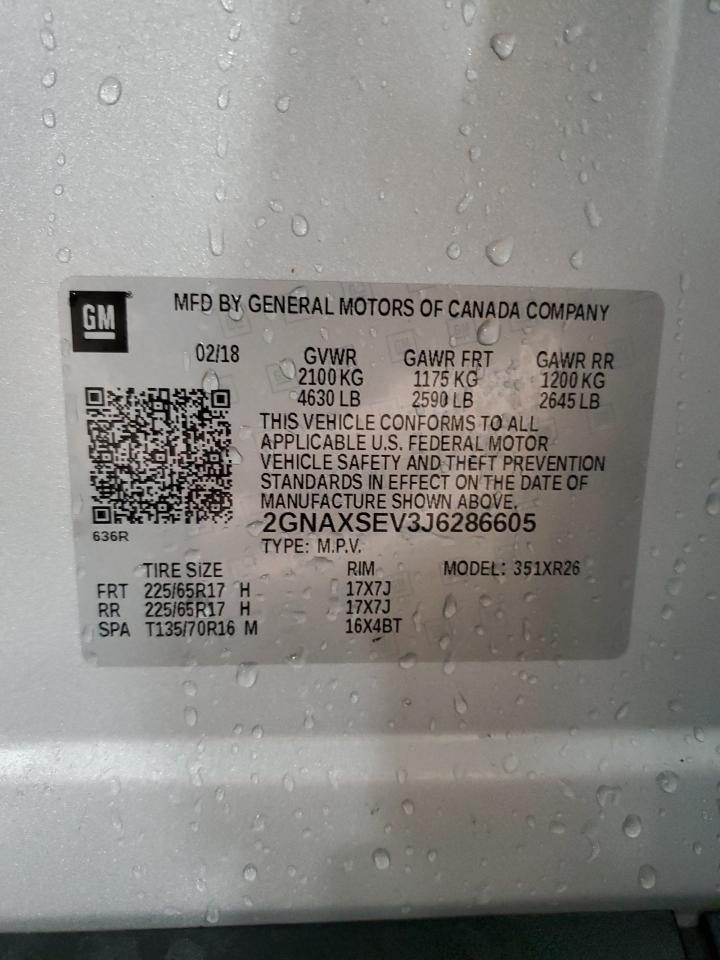 GM
MFD BY GENERAL MOTORS OF CANADA COMPANY
02/18 GVWR GAWR FRT GAWR RR
2100 KG 1175 KG 1200 KG
4630 LB 2590 LB 2645 LB
THIS VEHICLE CONFORMS TO ALL
APPLICABLE U.S. FEDERAL MOTOR
VEHICLE SAFETY AND THEFT PREVENTION
STANDARDS IN EFFECT ON THE DATE OF
MANUFACTURE SHOWN ABOVE.
2GNAXSEV3J6286605
636R
TYPE: M.P.V.
TIRE SIZE RIM MODEL: 351XR26
FRT 225/65R17 H 17X7J
RR 225/65R17 H 17X7J
SPA T135/70R16 M 16X4BT